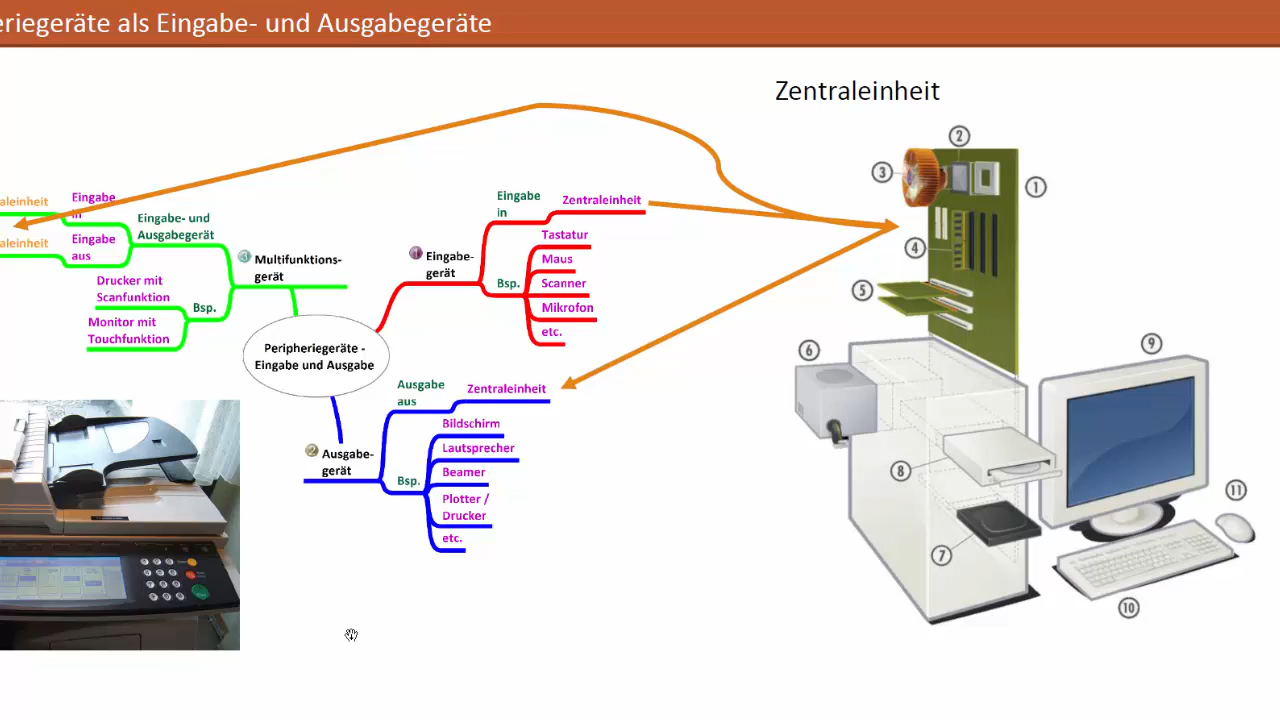 eriegeräte als Eingabe- und Ausgabegeräte
Zentraleinheit
aleinheit
Eingabe
in
aleinheit
Eingabe
aus
Eingabe- und
Ausgabegerät
3
Multifunktions-
gerät
Drucker mit
Scanfunktion
Monitor mit
Touchfunktion
Bsp.
Peripheriegeräte -
Eingabe und Ausgabe
1
Eingabe-
gerät
Eingabe
in
Zentraleinheit
Bsp.
Tastatur
Maus
Scanner
Mikrofon
etc.
2
Ausgabe-
gerät
Ausgabe
aus
Zentraleinheit
Bsp.
Bildschirm
Lautsprecher
Beamer
Plotter /
Drucker
etc.
2
3
1
4
5
6
9
8
11
7
10